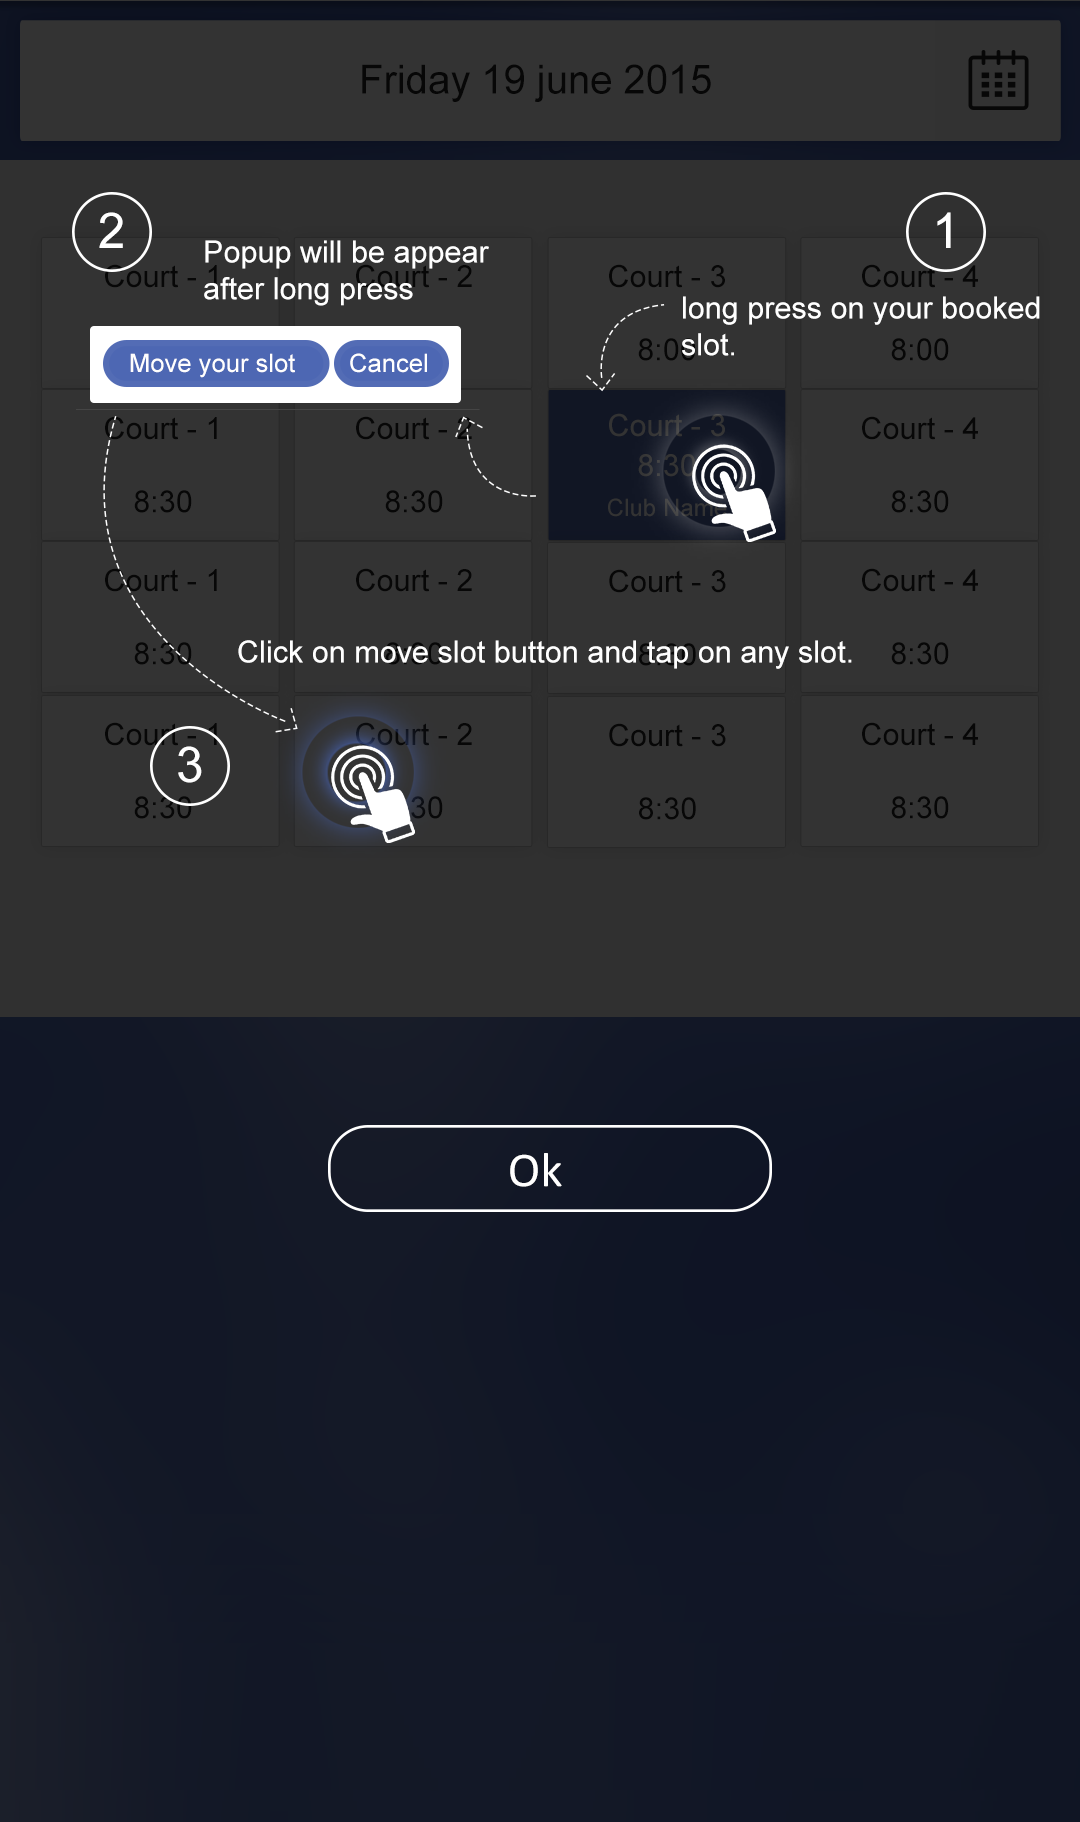 Friday 19 june 2015
2
1
Popup will be appear
after long press
Court - 1
Court - 2
Court - 3
Court - 4
long press on your booked
slot.
8:00
8:00
Move your slot
Cancel
Court - 1
Court - 2
Court - 3
Court - 4
8:30
8:30
8:30
8:30
Club Name
Court - 1
Court - 2
Court - 3
Court - 4
8:30
8:30
8:30
8:30
Click on move slot button and tap on any slot.
3
Court - 1
Court - 2
Court - 3
Court - 4
8:30
8:30
8:30
8:30
Ok